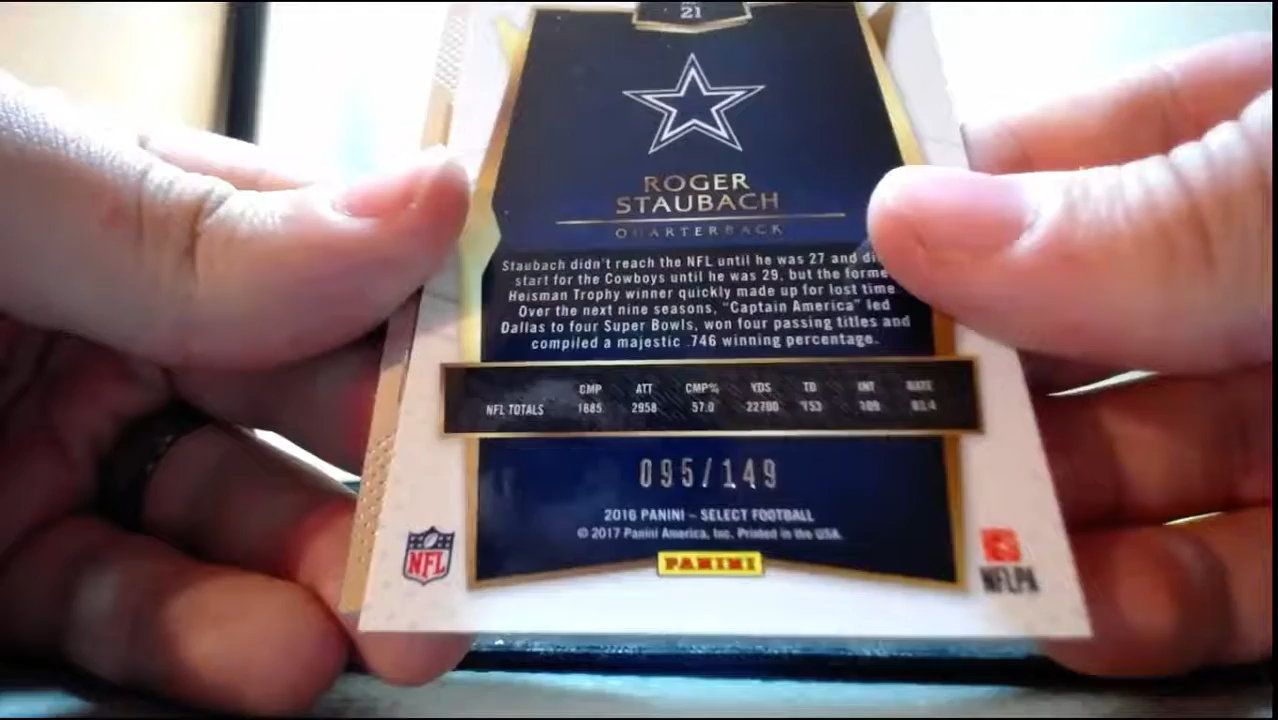 21
ROGER
STAUBACH
QUARTERBACK
Staubach didn't reach the NFL until he was 27 and di
start for the Cowboys until he was 29, but the forme
Heisman Trophy winner quickly made up for lost time.
Over the next nine seasons, "Captain America" led
Dallas to four Super Bowls, won four passing titles and
compiled a majestic .746 winning percentage.
CMP ATT CMP% YDS TD INT RATE
NFL TOTALS 1685 2958 57.0 22700 153 109 83.4
095/149
2016 PANINI – SELECT FOOTBALL
© 2017 Panini America, Inc. Printed in the USA.
NFL
PANINI
NFLPA